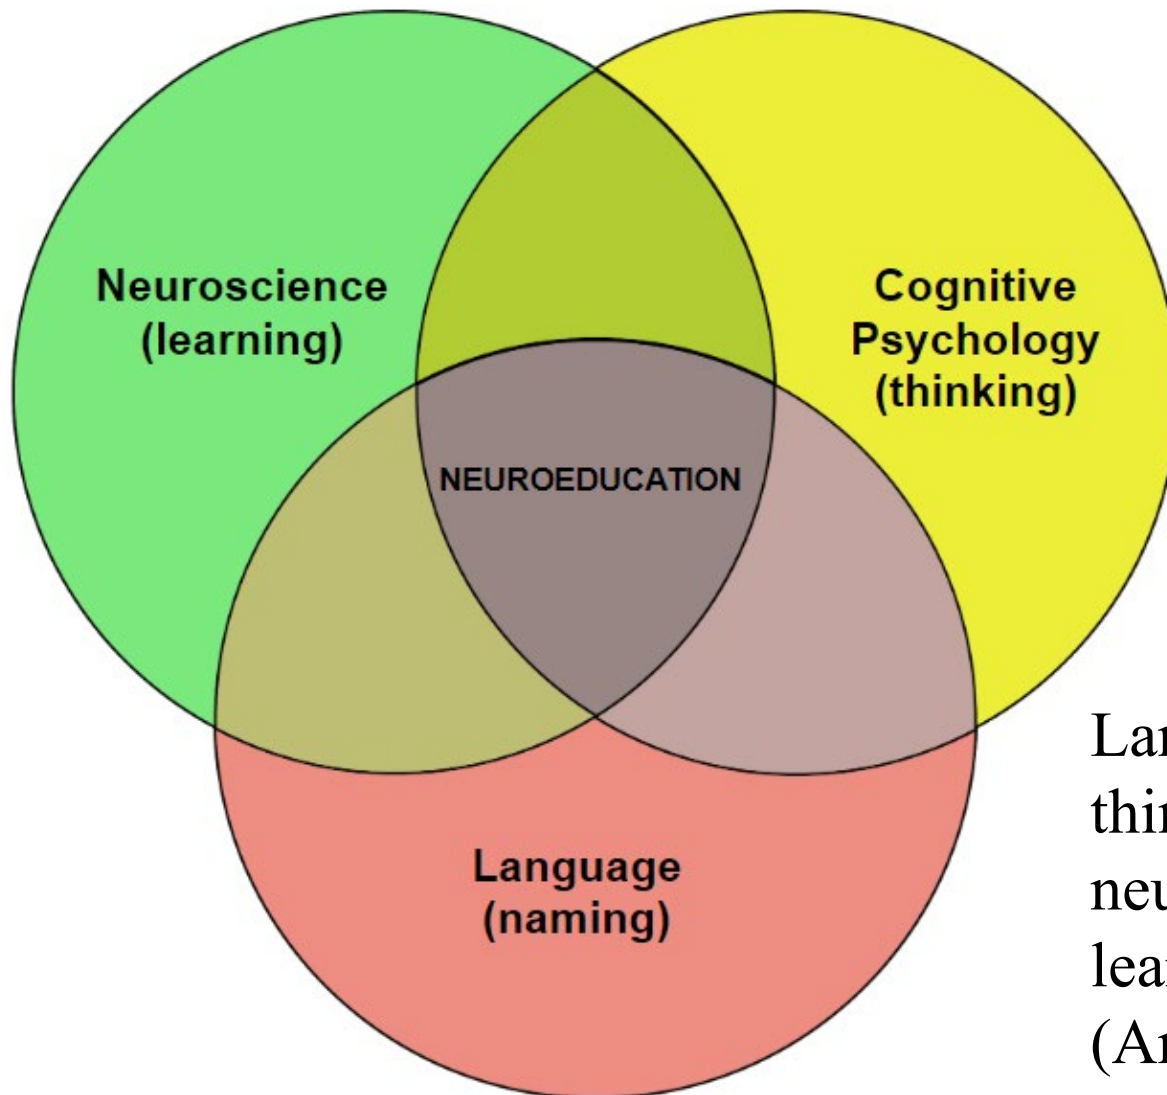 Neuroscience
(learning)
Cognitive
Psychology
(thinking)
NEUROEDUCATION
Language
(naming)